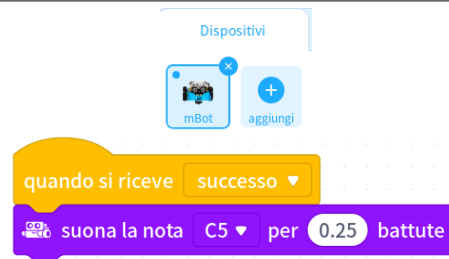 Dispositivi
mBot
aggiungi
quando si riceve successo
suona la nota C5 per 0.25 battute